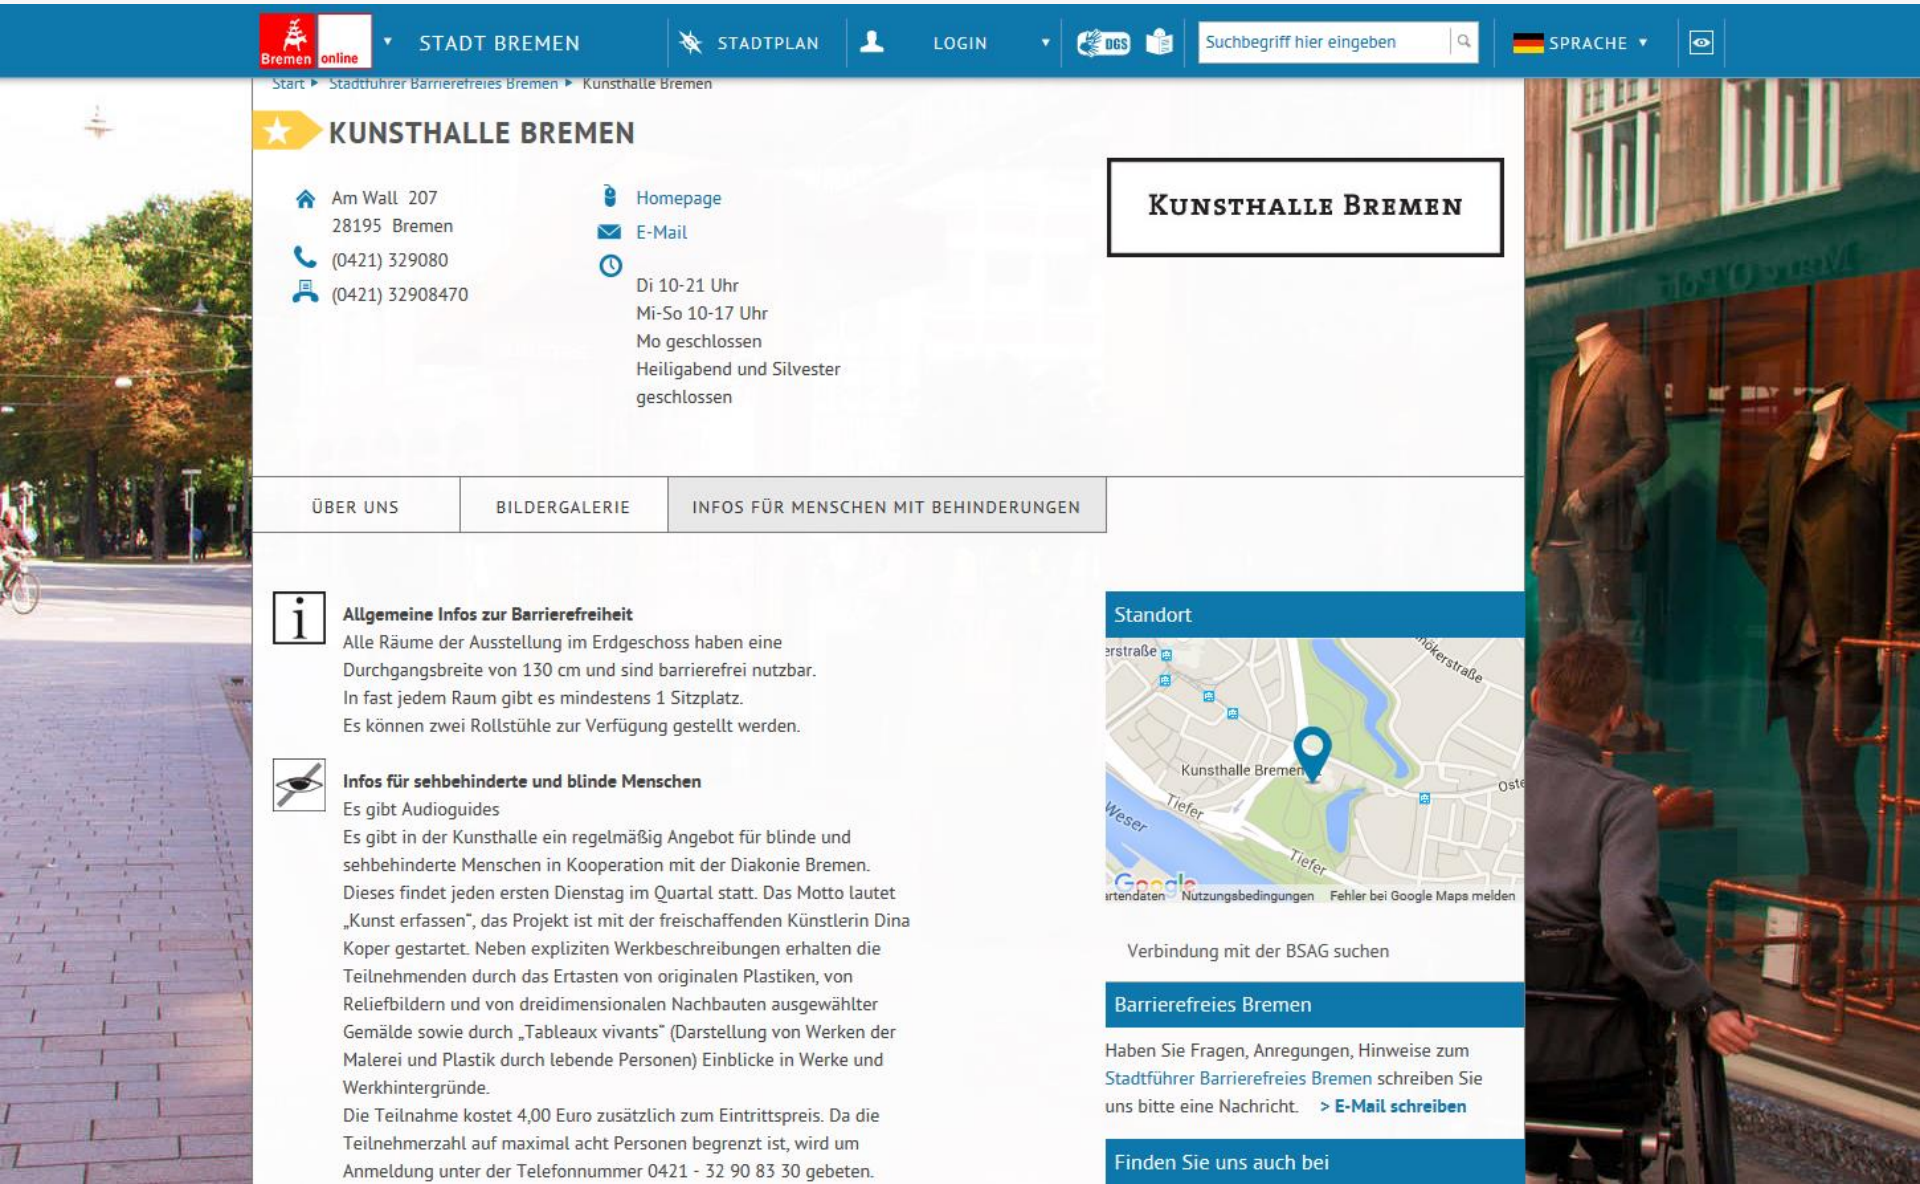 Bremen online
STADT BREMEN
STADTPLAN
LOGIN
DGS
Suchbegriff hier eingeben
SPRACHE
Start Stadtführer Barrierefreies Bremen Kunsthalle Bremen
KUNSTHALLE BREMEN
Am Wall 207
28195 Bremen
(0421) 329080
(0421) 32908470
Homepage
E-Mail
Di 10-21 Uhr
Mi-So 10-17 Uhr
Mo geschlossen
Heiligabend und Silvester
geschlossen
KUNSTHALLE BREMEN
ÜBER UNS
BILDERGALERIE
INFOS FÜR MENSCHEN MIT BEHINDERUNGEN
i
Allgemeine Infos zur Barrierefreiheit
Alle Räume der Ausstellung im Erdgeschoss haben eine
Durchgangsbreite von 130 cm und sind barrierefrei nutzbar.
In fast jedem Raum gibt es mindestens 1 Sitzplatz.
Es können zwei Rollstühle zur Verfügung gestellt werden.
Infos für sehbehinderte und blinde Menschen
Es gibt Audioguides
Es gibt in der Kunsthalle ein regelmäßig Angebot für blinde und
sehbehinderte Menschen in Kooperation mit der Diakonie Bremen.
Dieses findet jeden ersten Dienstag im Quartal statt. Das Motto lautet
„Kunst erfassen“, das Projekt ist mit der freischaffenden Künstlerin Dina
Koper gestartet. Neben expliziten Werkbeschreibungen erhalten die
Teilnehmenden durch das Ertasten von originalen Plastiken, von
Reliefbildern und von dreidimensionalen Nachbauten ausgewählter
Gemälde sowie durch „Tableaux vivants“ (Darstellung von Werken der
Malerei und Plastik durch lebende Personen) Einblicke in Werke und
Werkhintergründe.
Die Teilnahme kostet 4,00 Euro zusätzlich zum Eintrittspreis. Da die
Teilnehmerzahl auf maximal acht Personen begrenzt ist, wird um
Anmeldung unter der Telefonnummer 0421 - 32 90 83 30 gebeten.
Standort
erstraße
ökerstraße
Kunsthalle Bremen
Oste
Tiefer
Weser
Tiefer
Google
artendaten Nutzungsbedingungen Fehler bei Google Maps melden
Verbindung mit der BSAG suchen
Barrierefreies Bremen
Haben Sie Fragen, Anregungen, Hinweise zum
Stadtführer Barrierefreies Bremen schreiben Sie
uns bitte eine Nachricht. > E-Mail schreiben
Finden Sie uns auch bei